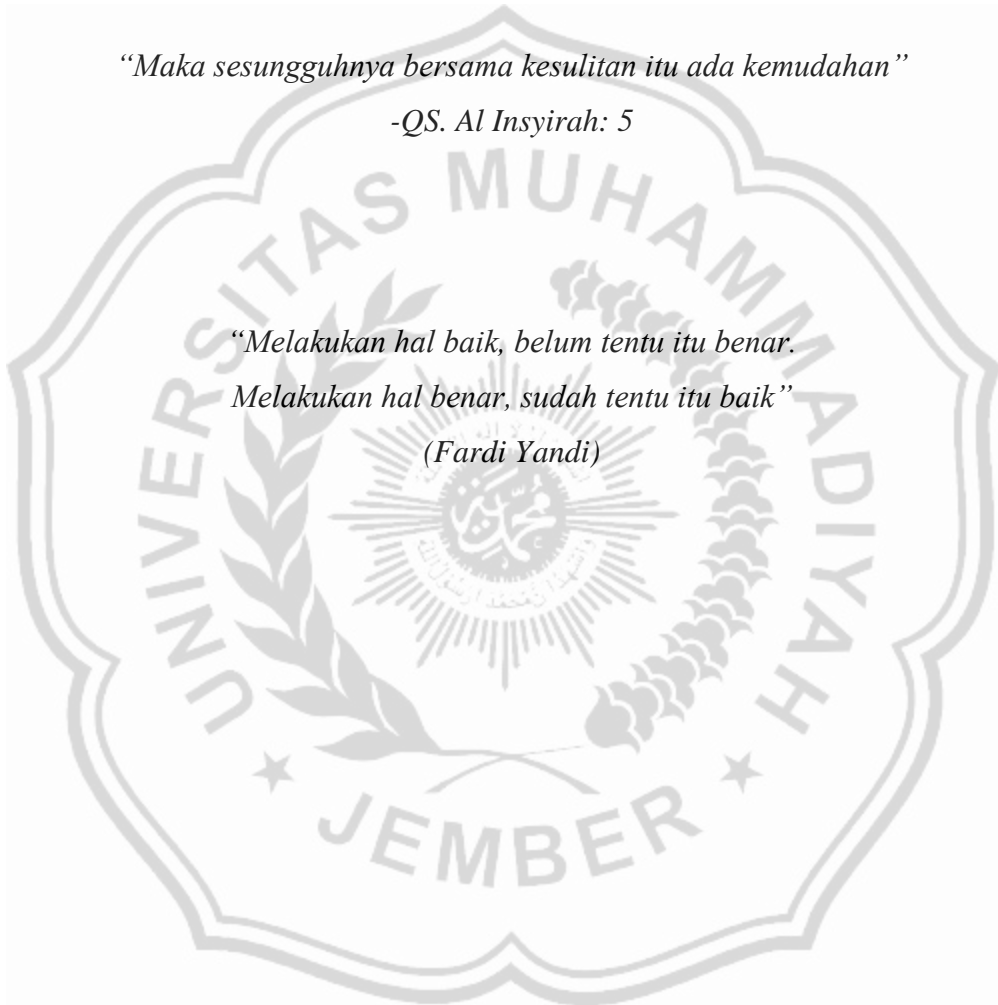 “Maka sesungguhnya bersama kesulitan itu ada kemudahan”
-QS. Al Insyirah: 5
“Melakukan hal baik, belum tentu itu benar.
Melakukan hal benar, sudah tentu itu baik”
(Fardi Yandi)
UNIVERSITAS MUHAMMADIYAH
JEMBER